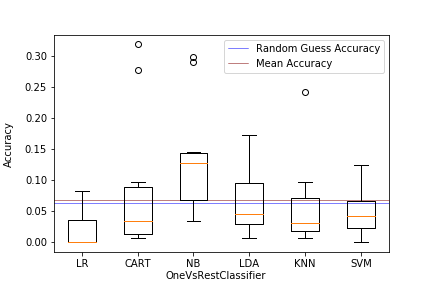 Random Guess Accuracy
Mean Accuracy
0.30
0.25
0.20
0.15
0.10
0.05
0.00
Accuracy
LR CART NB LDA KNN SVM
OneVsRestClassifier